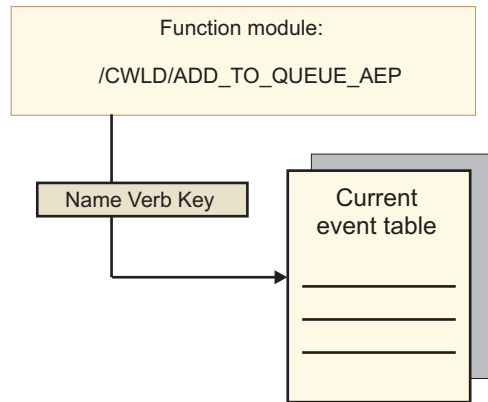 Function module:
/CWLD/ADD_TO_QUEUE_AEP
Name Verb Key
Current
event table